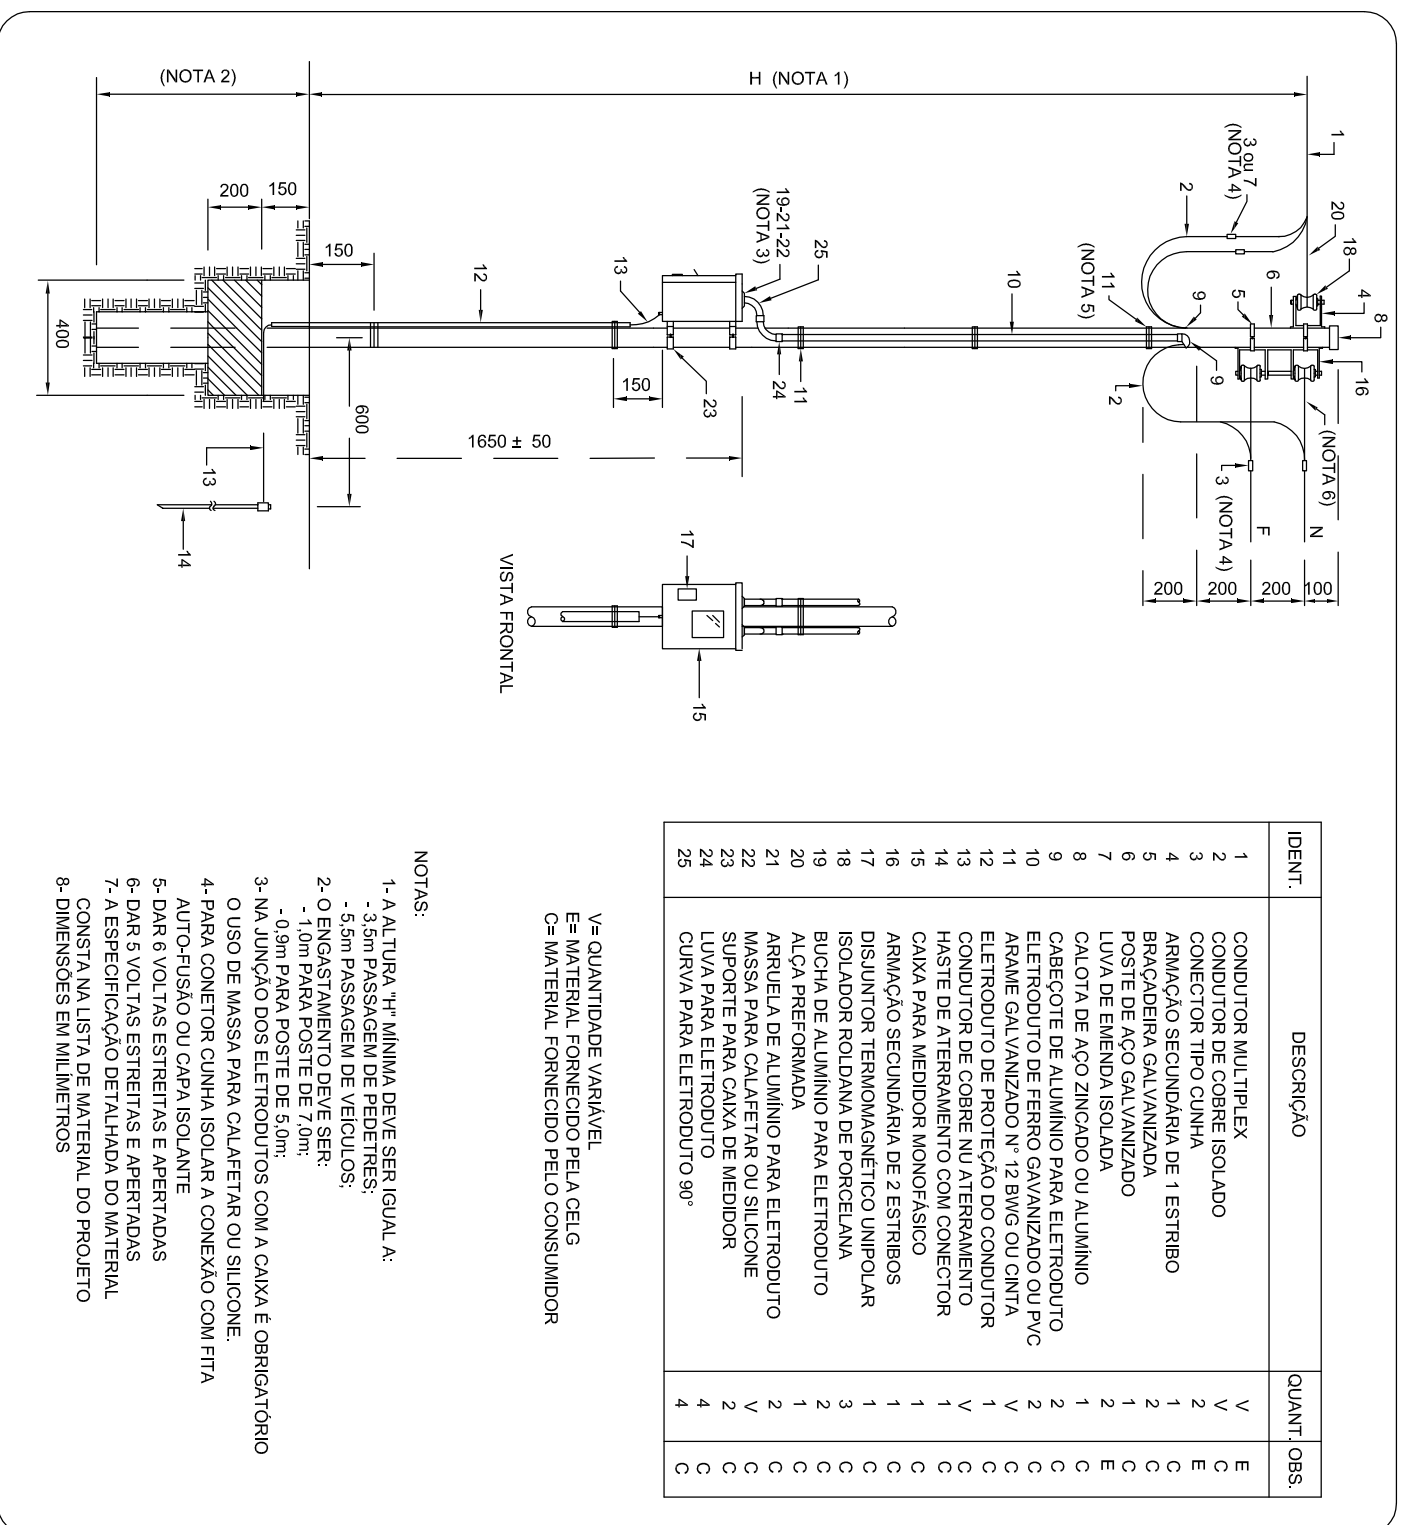 (NOTA 2)
H (NOTA 1)
1
3 ou 7
(NOTA 4)
2
20
18
6
4
5
8
9
16
9
2
(NOTA 6)
3 (NOTA 4)
N
F
200
200
200
100
11
(NOTA 5)
10
25
19-21-22
(NOTA 3)
13
12
24
11
23
150
1650 ± 50
200
150
150
400
600
13
14
17
15
VISTA FRONTAL
IDENT. DESCRIÇÃO QUANT. OBS.
1 CONDUTOR MULTIPLEX V E
2 CONDUTOR DE COBRE ISOLADO V C
3 CONECTOR TIPO CUNHA 2 E
4 ARMAÇÃO SECUNDÁRIA DE 1 ESTRIBO 1 C
5 BRAÇADEIRA GALVANIZADA 2 C
6 POSTE DE AÇO GALVANIZADO 1 C
7 LUVA DE EMENDA ISOLADA 2 E
8 CALOTA DE AÇO ZINCADO OU ALUMÍNIO 1 C
9 CABEÇOTE DE ALUMÍNIO PARA ELETRODUTO 2 C
10 ELETRODUTO DE FERRO GAVANIZADO OU PVC 2 C
11 ARAME GALVANIZADO N° 12 BWG OU CINTA V C
12 ELETRODUTO DE PROTEÇÃO DO CONDUTOR 1 C
13 CONDUTOR DE COBRE NU ATERRAMENTO V C
14 HASTE DE ATERRAMENTO COM CONECTOR 1 C
15 CAIXA PARA MEDIDOR MONOFÁSICO 1 C
16 ARMAÇÃO SECUNDÁRIA DE 2 ESTRIBOS 1 C
17 DISJUNTOR TERMOMAGNÉTICO UNIPOLAR 1 C
18 ISOLADOR ROLDANA DE PORCELANA 3 C
19 BUCHA DE ALUMÍNIO PARA ELETRODUTO 2 C
20 ALÇA PREFORMADA 1 C
21 ARRUELA DE ALUMÍNIO PARA ELETRODUTO 2 C
22 MASSA PARA CALAFETAR OU SILICONE V C
23 SUPORTE PARA CAIXA DE MEDIDOR 2 C
24 LUVA PARA ELETRODUTO 4 C
25 CURVA PARA ELETRODUTO 90° 4 C
V= QUANTIDADE VARIÁVEL
E= MATERIAL FORNECIDO PELA CELG
C= MATERIAL FORNECIDO PELO CONSUMIDOR
NOTAS:
1- A ALTURA "H" MÍNIMA DEVE SER IGUAL A:
- 3,5m PASSAGEM DE PEDETRES;
- 5,5m PASSAGEM DE VEÍCULOS;
2- O ENGASTAMENTO DEVE SER:
- 1,0m PARA POSTE DE 7,0m;
- 0,9m PARA POSTE DE 5,0m;
3- NA JUNÇÃO DOS ELETRODUTOS COM A CAIXA É OBRIGATÓRIO
O USO DE MASSA PARA CALAFETAR OU SILICONE.
4- PARA CONETOR CUNHA ISOLAR A CONEXÃO COM FITA
AUTO-FUSÃO OU CAPA ISOLANTE
5- DAR 6 VOLTAS ESTREITAS E APERTADAS
6- DAR 5 VOLTAS ESTREITAS E APERTADAS
7- A ESPECIFICAÇÃO DETALHADA DO MATERIAL
CONSTA NA LISTA DE MATERIAL DO PROJETO
8- DIMENSÕES EM MILÍMETROS